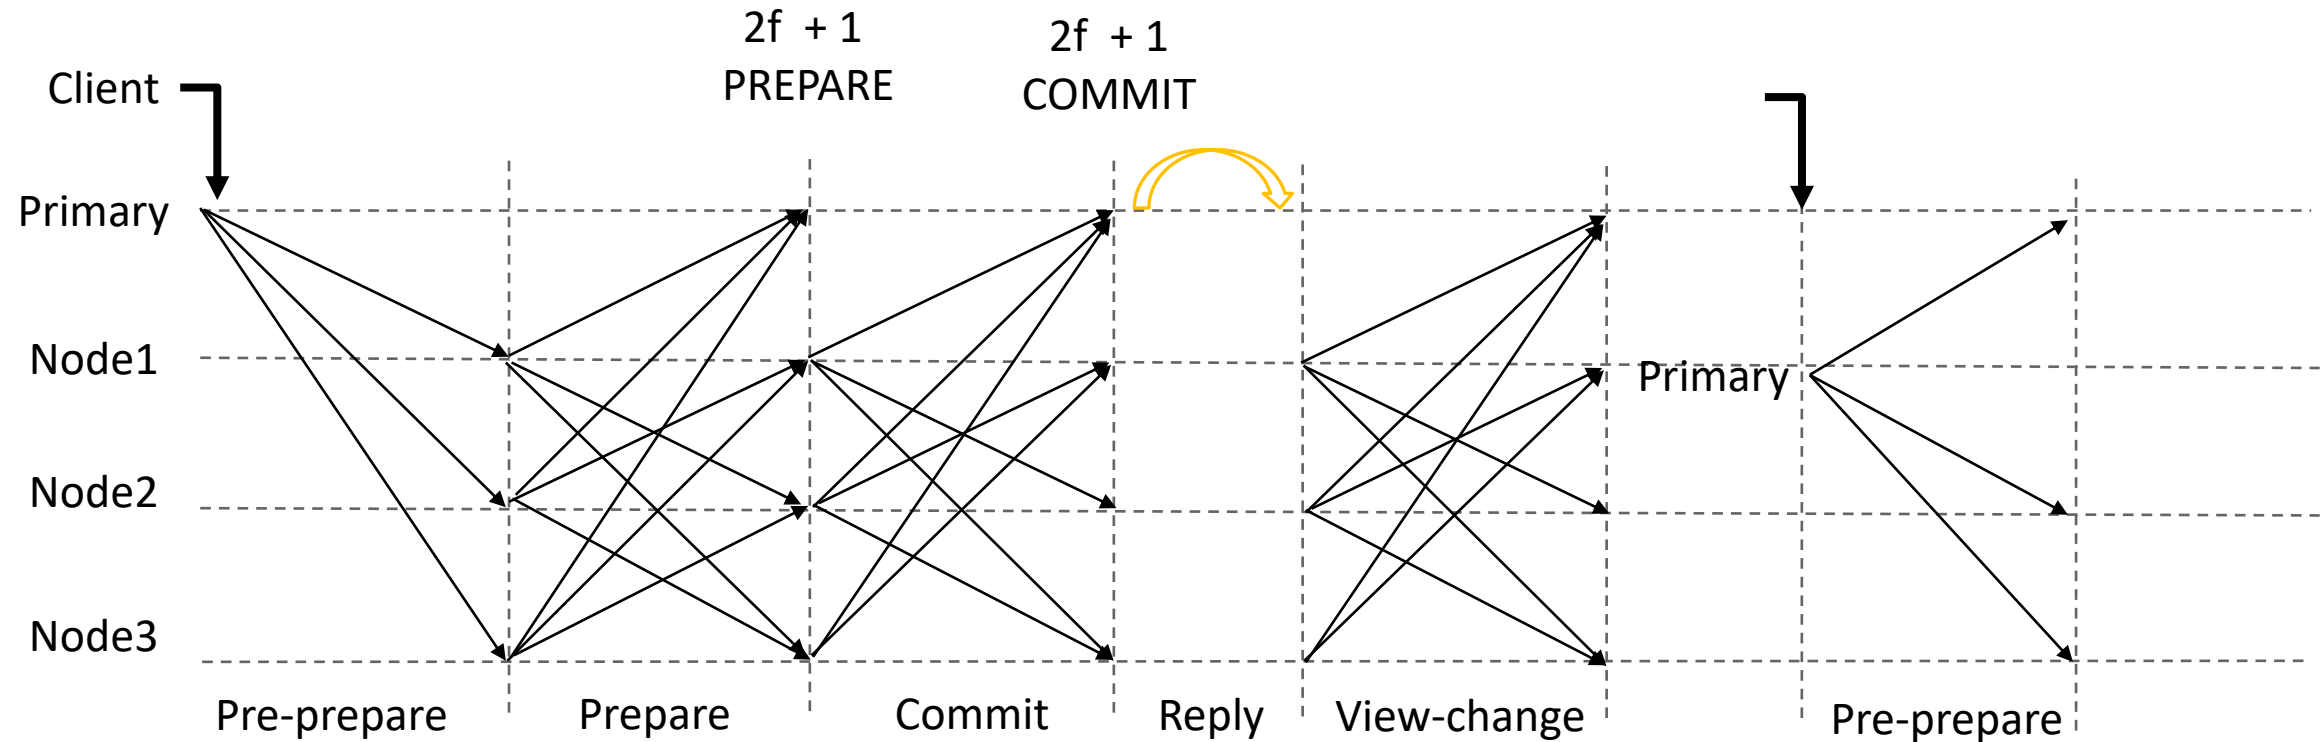 2f + 1
PREPARE
2f + 1
COMMIT
Client
Primary
Node1
Primary
Node2
Node3
Pre-prepare
Prepare
Commit
Reply
View-change
Pre-prepare